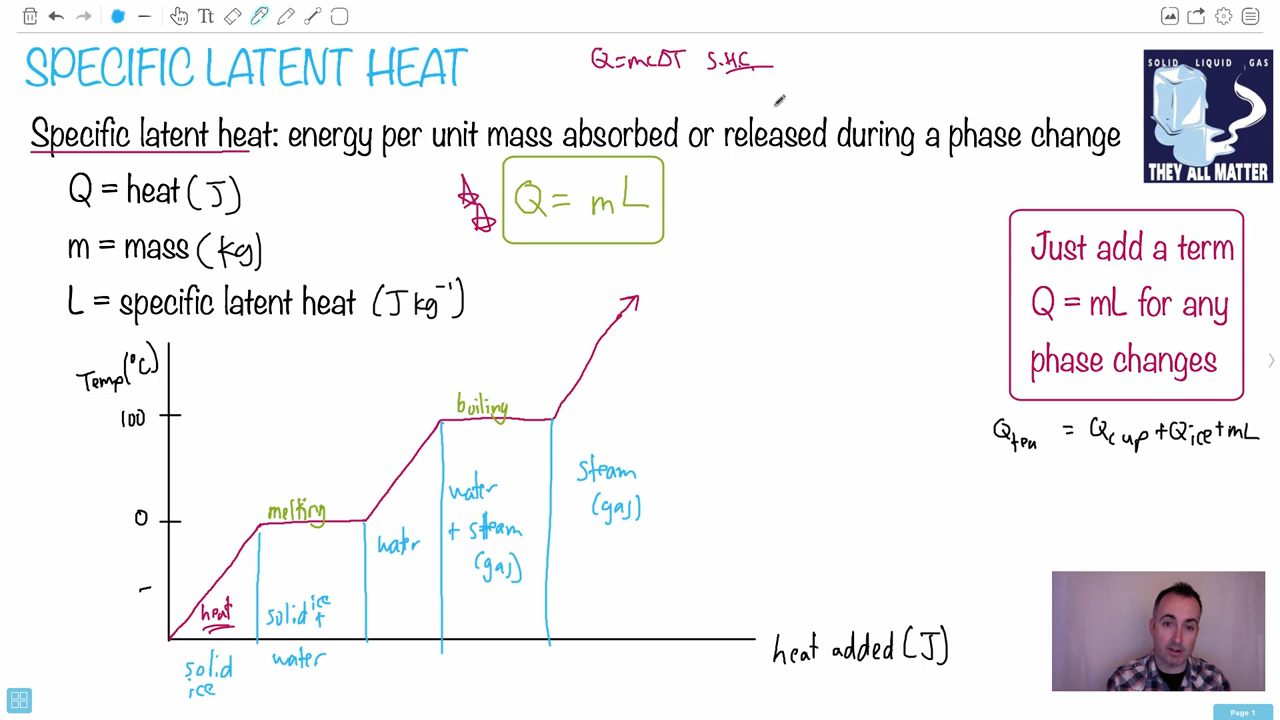 SPECIFIC LATENT HEAT
Q=mcΔT S.H.C.
SOLID LIQUID GAS
THEY ALL MATTER
Specific latent heat: energy per unit mass absorbed or released during a phase change
Q = heat (J)
Q = mL
m = mass (kg)
L = specific latent heat (J kg⁻¹)
Just add a term
Q = mL for any
phase changes
Qtea = Qcup + Qice + mL
Temp (°C)
100
0
-
boiling
melting
heat
solid
ice
solid ice +
water
water
water
+ steam
(gas)
steam
(gas)
heat added (J)
Tt
Page 1